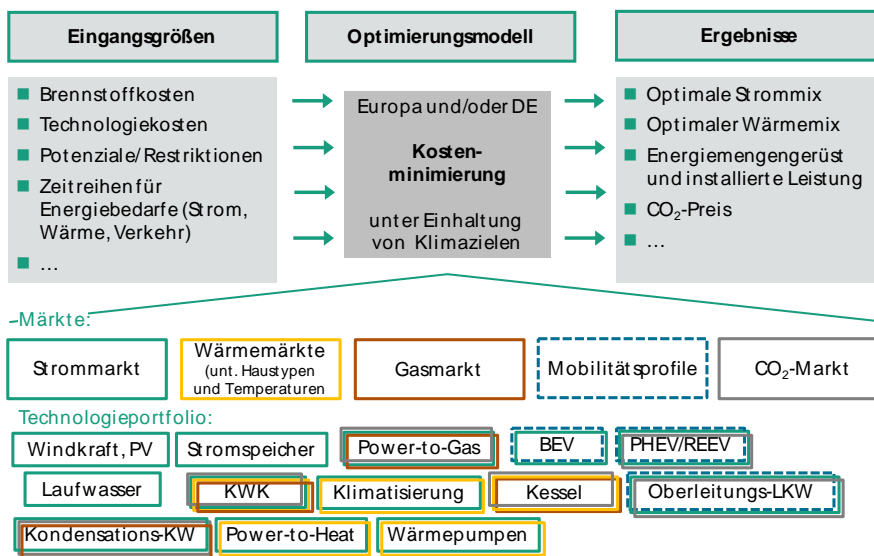 Eingangsgrößen
Optimierungsmodell
Ergebnisse
Brennstoffkosten
Technologiekosten
Potenziale/Restriktionen
Zeitreihen für
Energiebedarfe (Strom,
Wärme, Verkehr)
…
Europa und/oder DE
Kosten-
minimierung
unter Einhaltung
von Klimazielen
Optimale Strommix
Optimaler Wärmemix
Energiemengengerüst
und installierte Leistung
CO₂-Preis
…
Märkte:
Strommarkt
Wärmemärkte
(unt. Haustypen
und Temperaturen
Gasmarkt
Mobilitätsprofile
CO₂-Markt
Technologieportfolio:
Windkraft, PV
Stromspeicher
Power-to-Gas
BEV
PHEV/REEV
Laufwasser
KWK
Klimatisierung
Kessel
Oberleitungs-LKW
Kondensations-KW
Power-to-Heat
Wärmepumpen